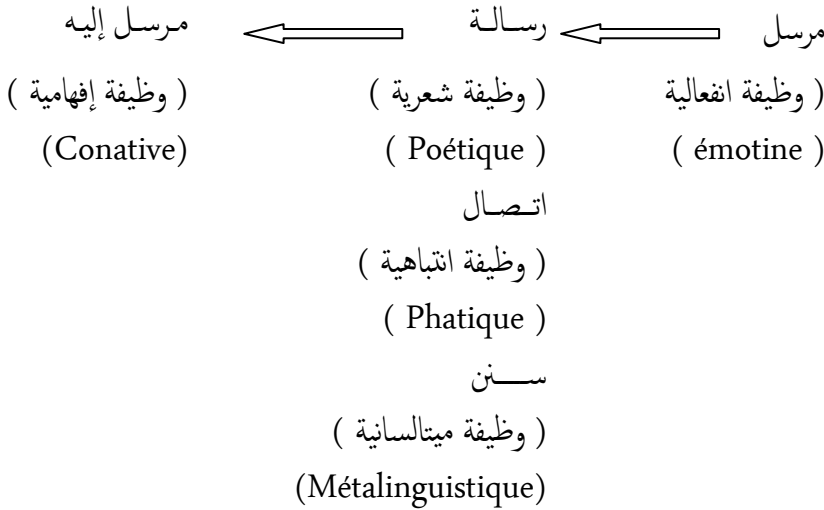 مرسل رسالة مرسل إليه
( وظيفة انفعالية ( وظيفة شعرية ) ( وظيفة إفهامية )
( émotine ) ( Poétique ) (Conative)
اتصال
( وظيفة انتباهية )
( Phatique )
سنن
( وظيفة ميتالسانية )
(Métalinguistique)